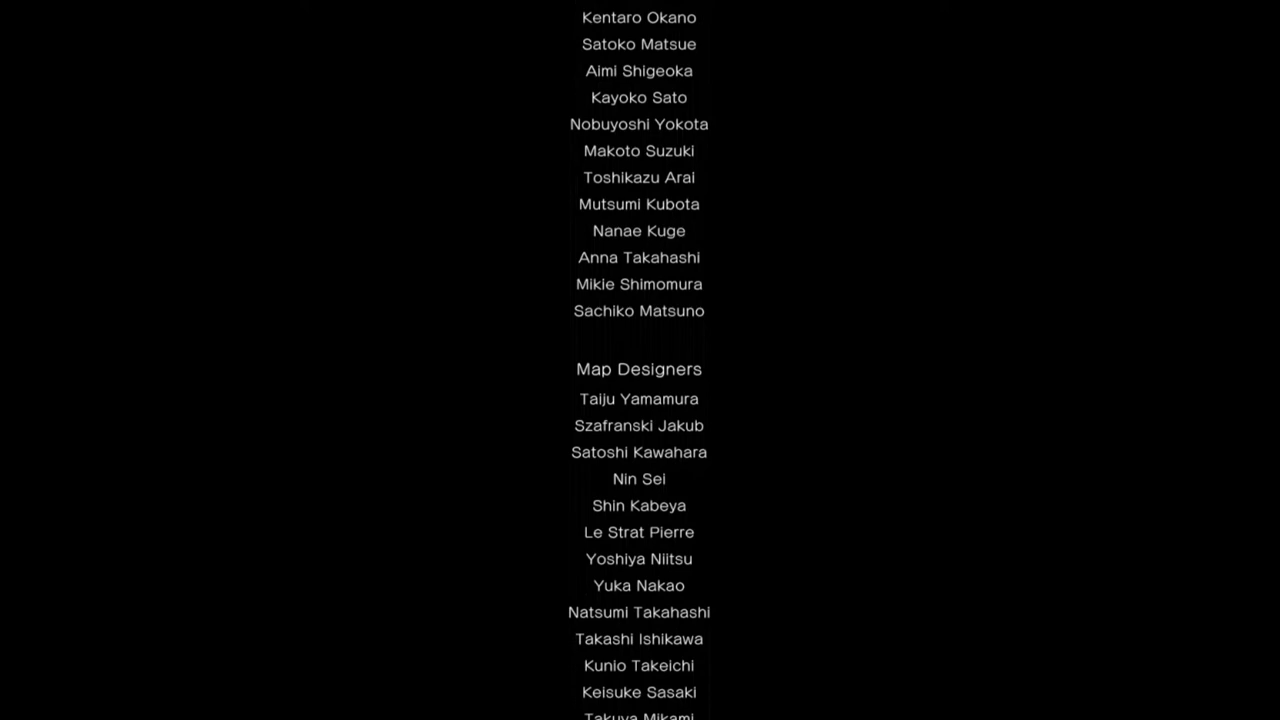 Kentaro Okano
Satoko Matsue
Aimi Shigeoka
Kayoko Sato
Nobuyoshi Yokota
Makoto Suzuki
Toshikazu Arai
Mutsumi Kubota
Nanae Kuge
Anna Takahashi
Mikie Shimomura
Sachiko Matsuno
Map Designers
Taiju Yamamura
Szafranski Jakub
Satoshi Kawahara
Nin Sei
Shin Kabeya
Le Strat Pierre
Yoshiya Niitsu
Yuka Nakao
Natsumi Takahashi
Takashi Ishikawa
Kunio Takeichi
Keisuke Sasaki
Takuya Mikami